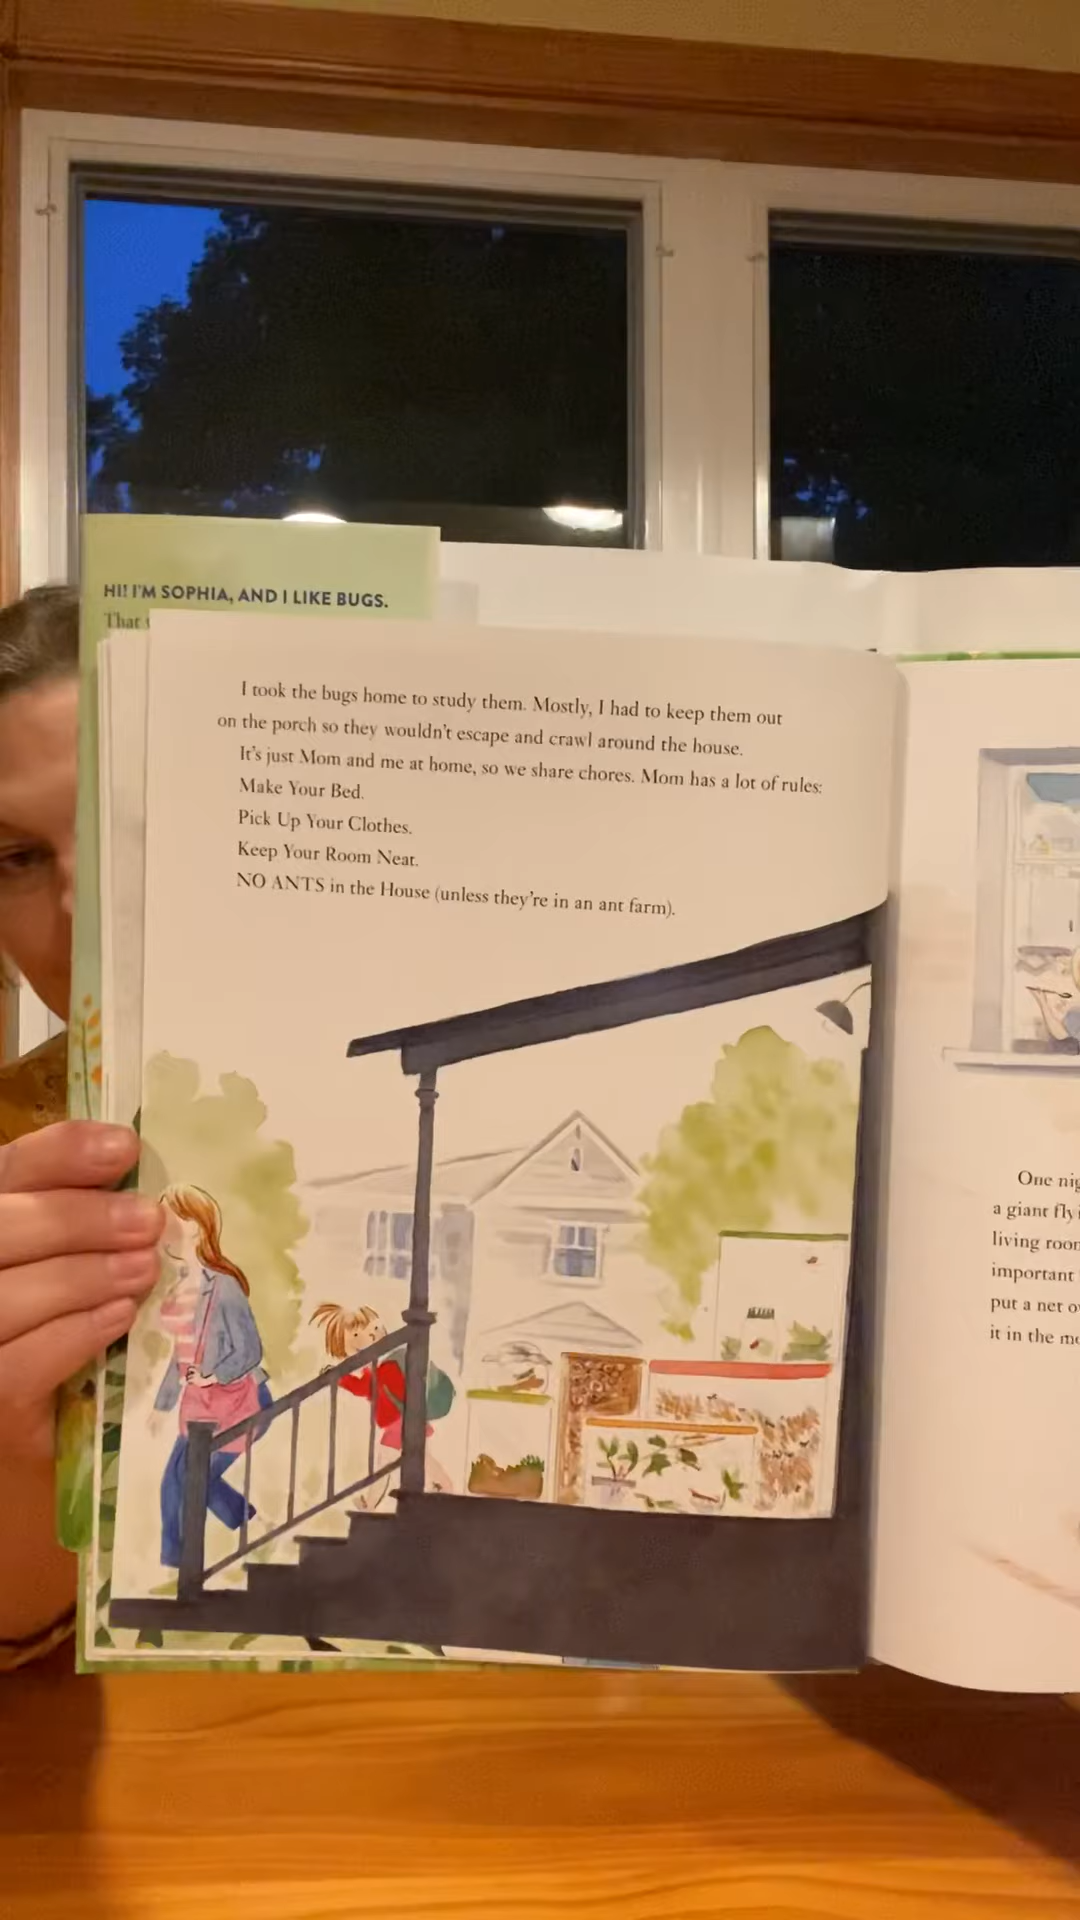 HI! I'M SOPHIA, AND I LIKE BUGS.
That
I took the bugs home to study them. Mostly, I had to keep them out
on the porch so they wouldn't escape and crawl around the house.
It's just Mom and me at home, so we share chores. Mom has a lot of rules:
Make Your Bed.
Pick Up Your Clothes.
Keep Your Room Neat.
NO ANTS in the House (unless they're in an ant farm).
One
a giant
living
important
put a net
it in the